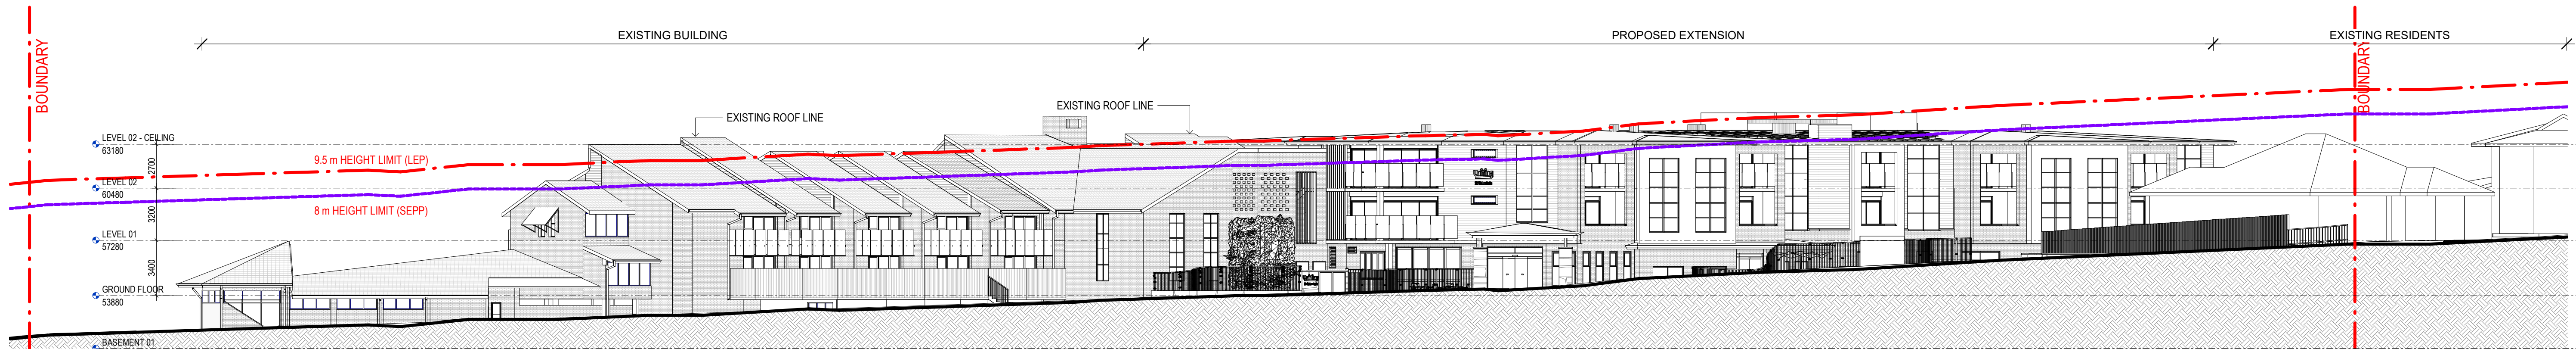 BOUNDARY
EXISTING BUILDING
PROPOSED EXTENSION
EXISTING RESIDENTS
BOUNDARY
EXISTING ROOF LINE
EXISTING ROOF LINE
LEVEL 02 - CEILING
63180
2700
9.5 m HEIGHT LIMIT (LEP)
LEVEL 02
60480
8 m HEIGHT LIMIT (SEPP)
3200
LEVEL 01
57280
3400
GROUND FLOOR
53880
BASEMENT 01